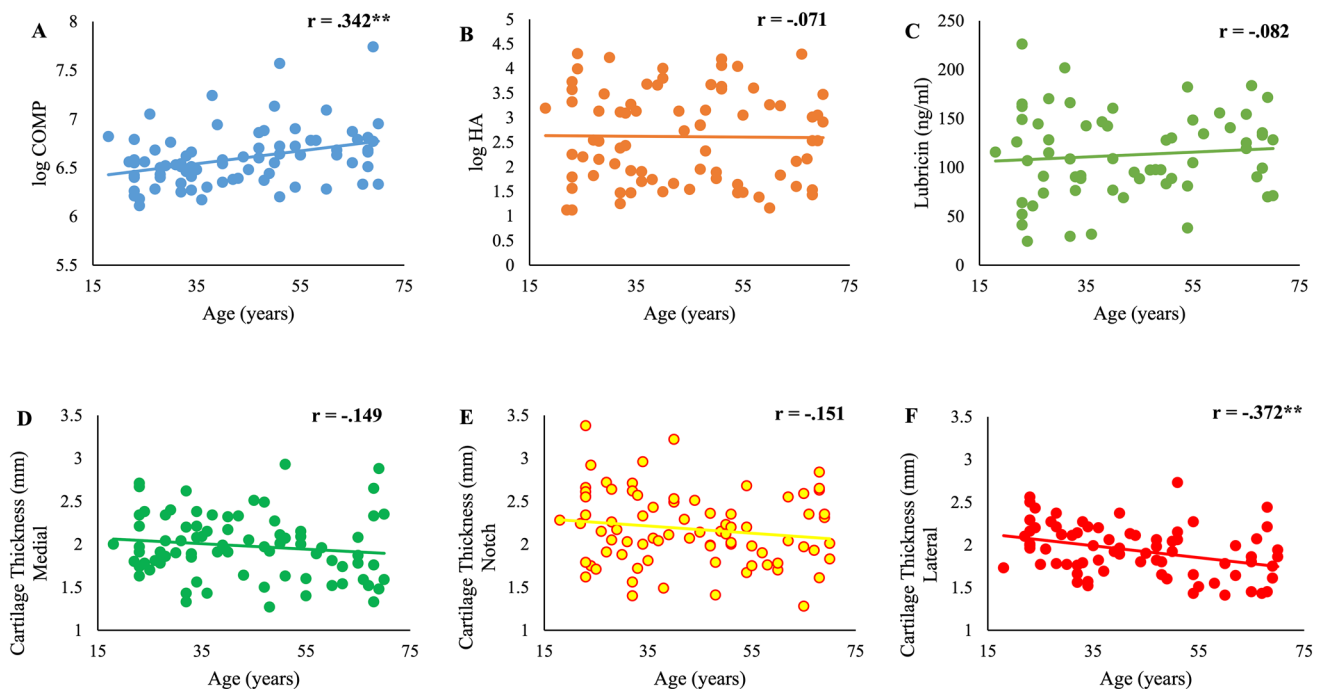 A
r = .342**
8
7.5
7
6.5
6
5.5
log COMP
15 35 55 75
Age (years)
B
r = -.071
5
4.5
4
3.5
3
2.5
2
1.5
1
0.5
0
log HA
15 35 55 75
Age (years)
C
r = -.082
250
200
150
100
50
0
Lubricin (ng/ml)
15 35 55 75
Age (years)
D
r = -.149
3.5
3
2.5
2
1.5
1
Cartilage Thickness (mm)
Medial
15 35 55 75
Age (years)
E
r = -.151
3.5
3
2.5
2
1.5
1
Cartilage Thickness (mm)
Notch
15 35 55 75
Age (years)
F
r = -.372**
3.5
3
2.5
2
1.5
1
Cartilage Thickness (mm)
Lateral
15 35 55 75
Age (years)